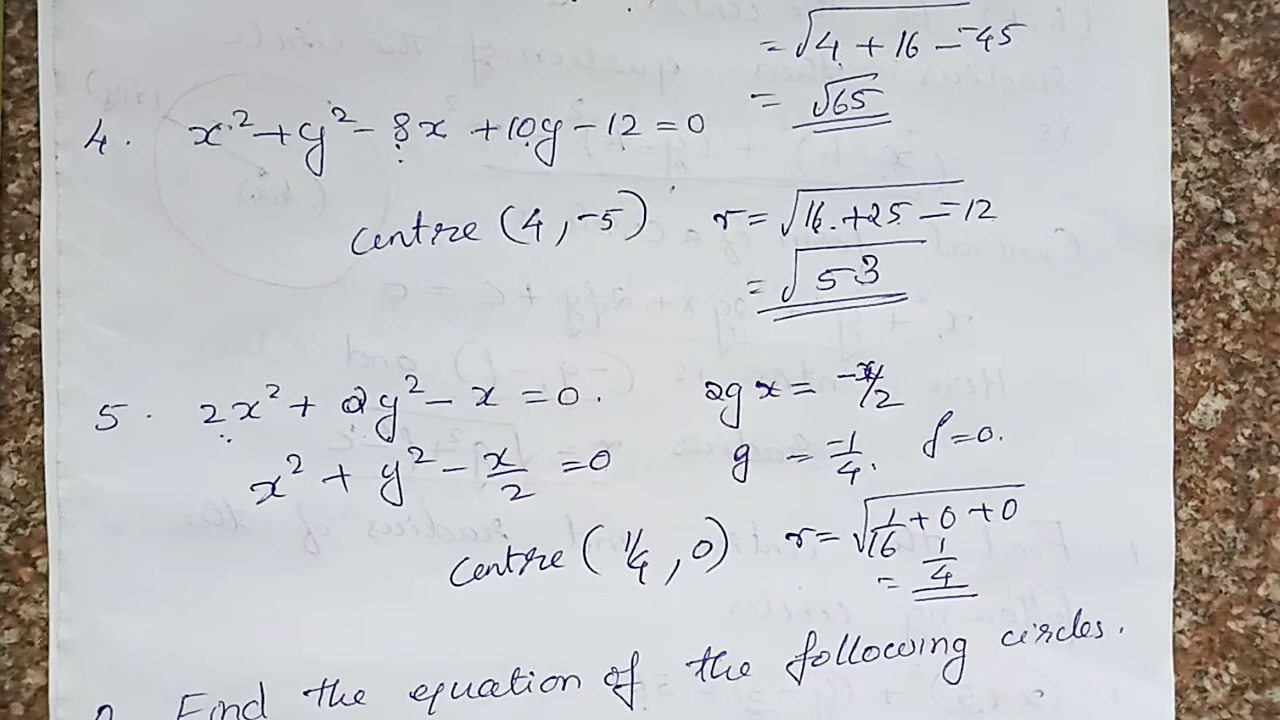 = √4 + 16 - -45
= √65
4. x² + y² - 8x + 10y - 12 = 0
centre (4, -5) r = √16 + 25 - -12
= √53
5. 2x² + 2y² - x = 0. 2gx = -x/2
x² + y² - x/2 = 0 g = -1/4. f = 0.
centre (1/4, 0) r = √1/16 + 0 + 0
= 1/4
Find the equation of the following circles.